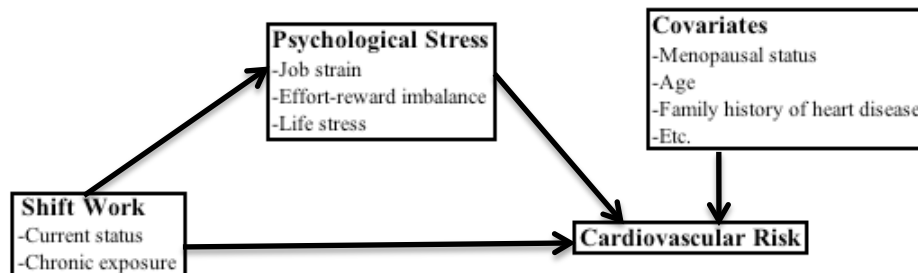 Psychological Stress
-Job strain
-Effort-reward imbalance
-Life stress
Covariates
-Menopausal status
-Age
-Family history of heart disease
-Etc.
Shift Work
-Current status
-Chronic exposure
Cardiovascular Risk